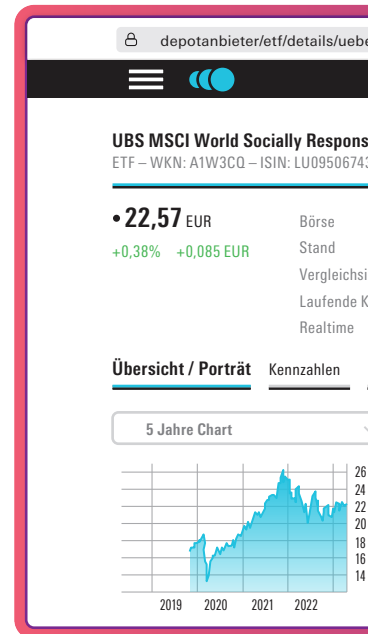 depotanbieter/etf/details/uebe
UBS MSCI World Socially Respons
ETF – WKN: A1W3CQ – ISIN: LU09506743
• 22,57 EUR
+0,38% +0,085 EUR
Börse
Stand
Vergleichsi
Laufende K
Realtime
Übersicht / Porträt Kennzahlen
5 Jahre Chart
26
24
22
20
18
16
14
2019 2020 2021 2022